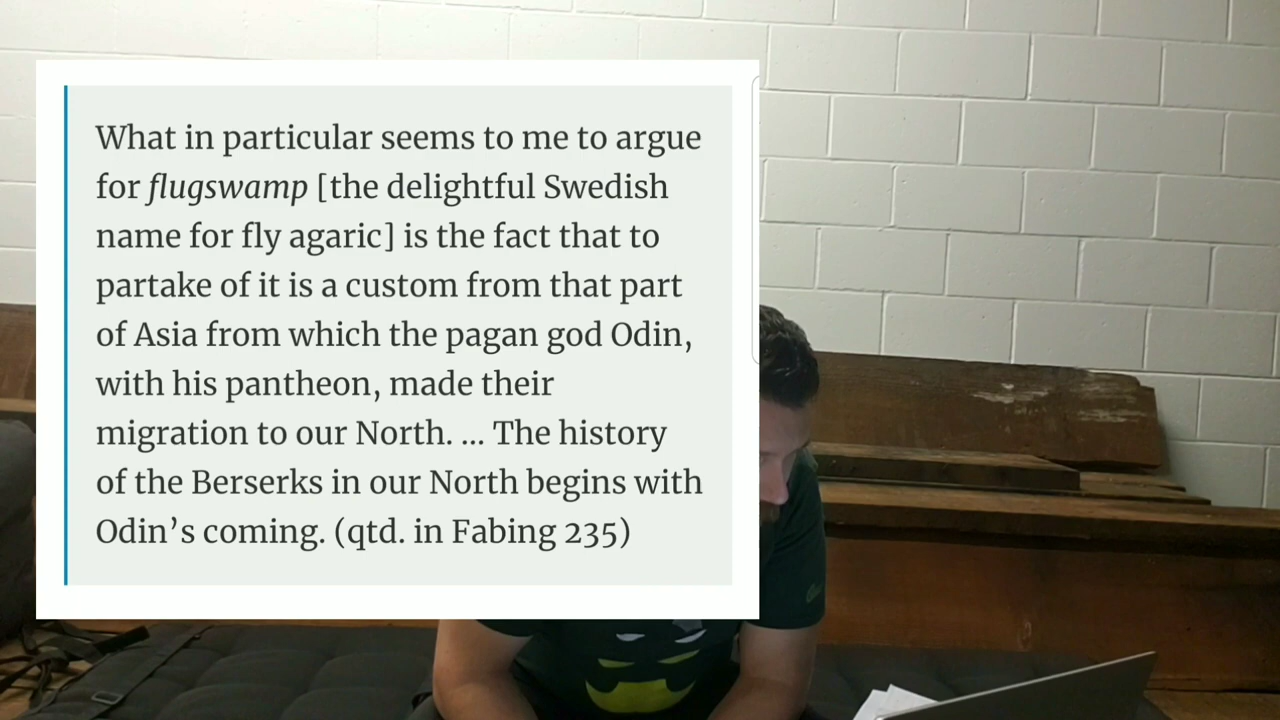 What in particular seems to me to argue
for flugswamp [the delightful Swedish
name for fly agaric] is the fact that to
partake of it is a custom from that part
of Asia from which the pagan god Odin,
with his pantheon, made their
migration to our North. ... The history
of the Berserks in our North begins with
Odin’s coming. (qtd. in Fabing 235)